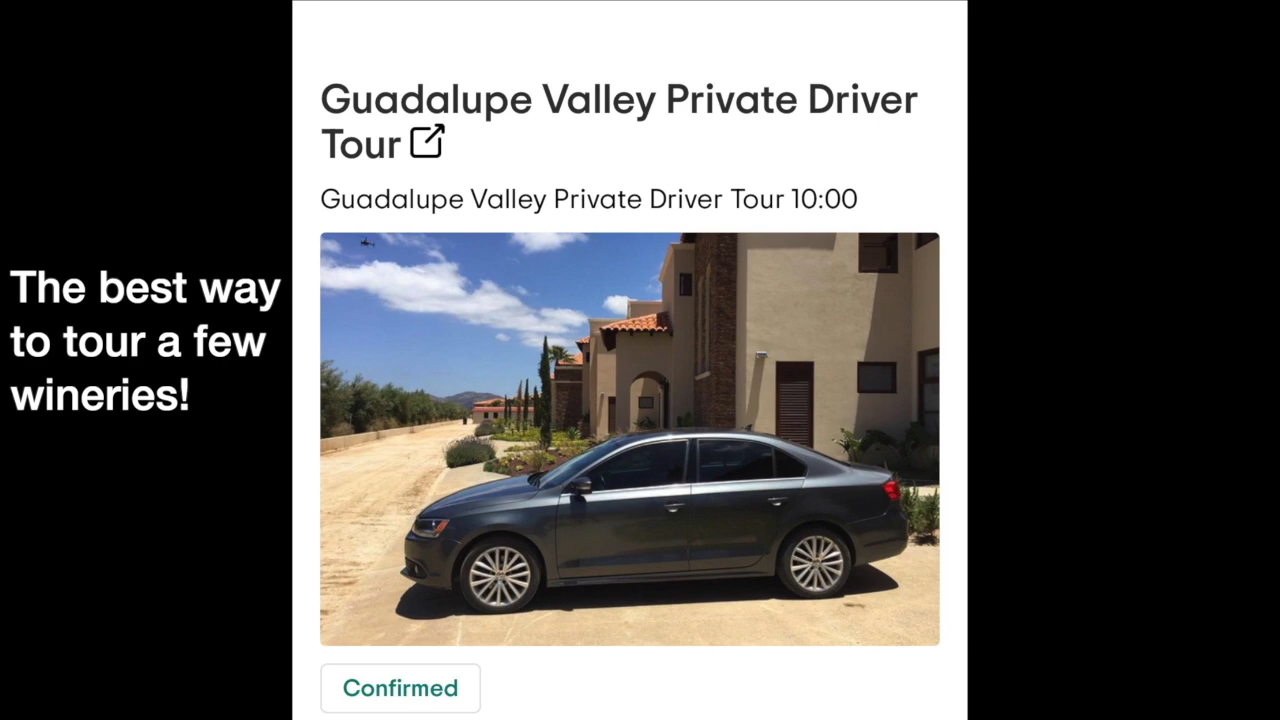 The best way
to tour a few
wineries!
Guadalupe Valley Private Driver
Tour
Guadalupe Valley Private Driver Tour 10:00
Confirmed